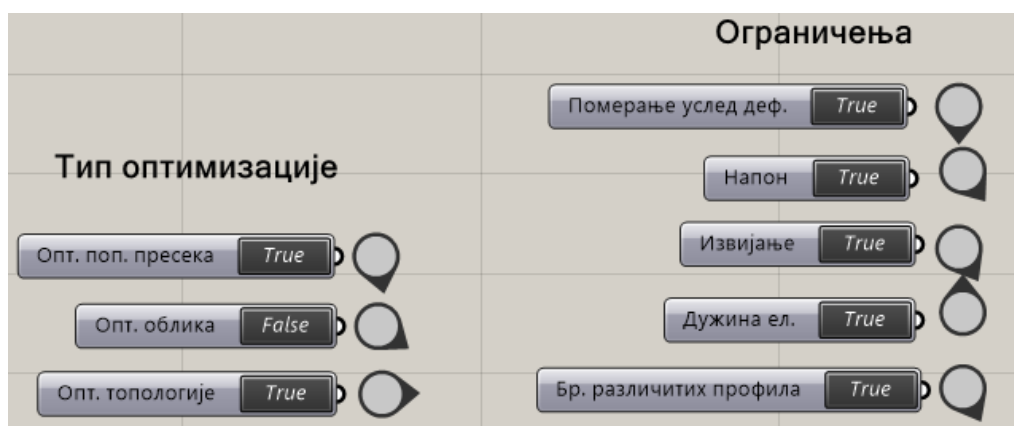 Ограничења
Померање услед деф. True
Напон True
Извијање True
Дужина ел. True
Бр. различитих профила True
Тип оптимизације
Опт. поп. пресека True
Опт. облика False
Опт. топологије True